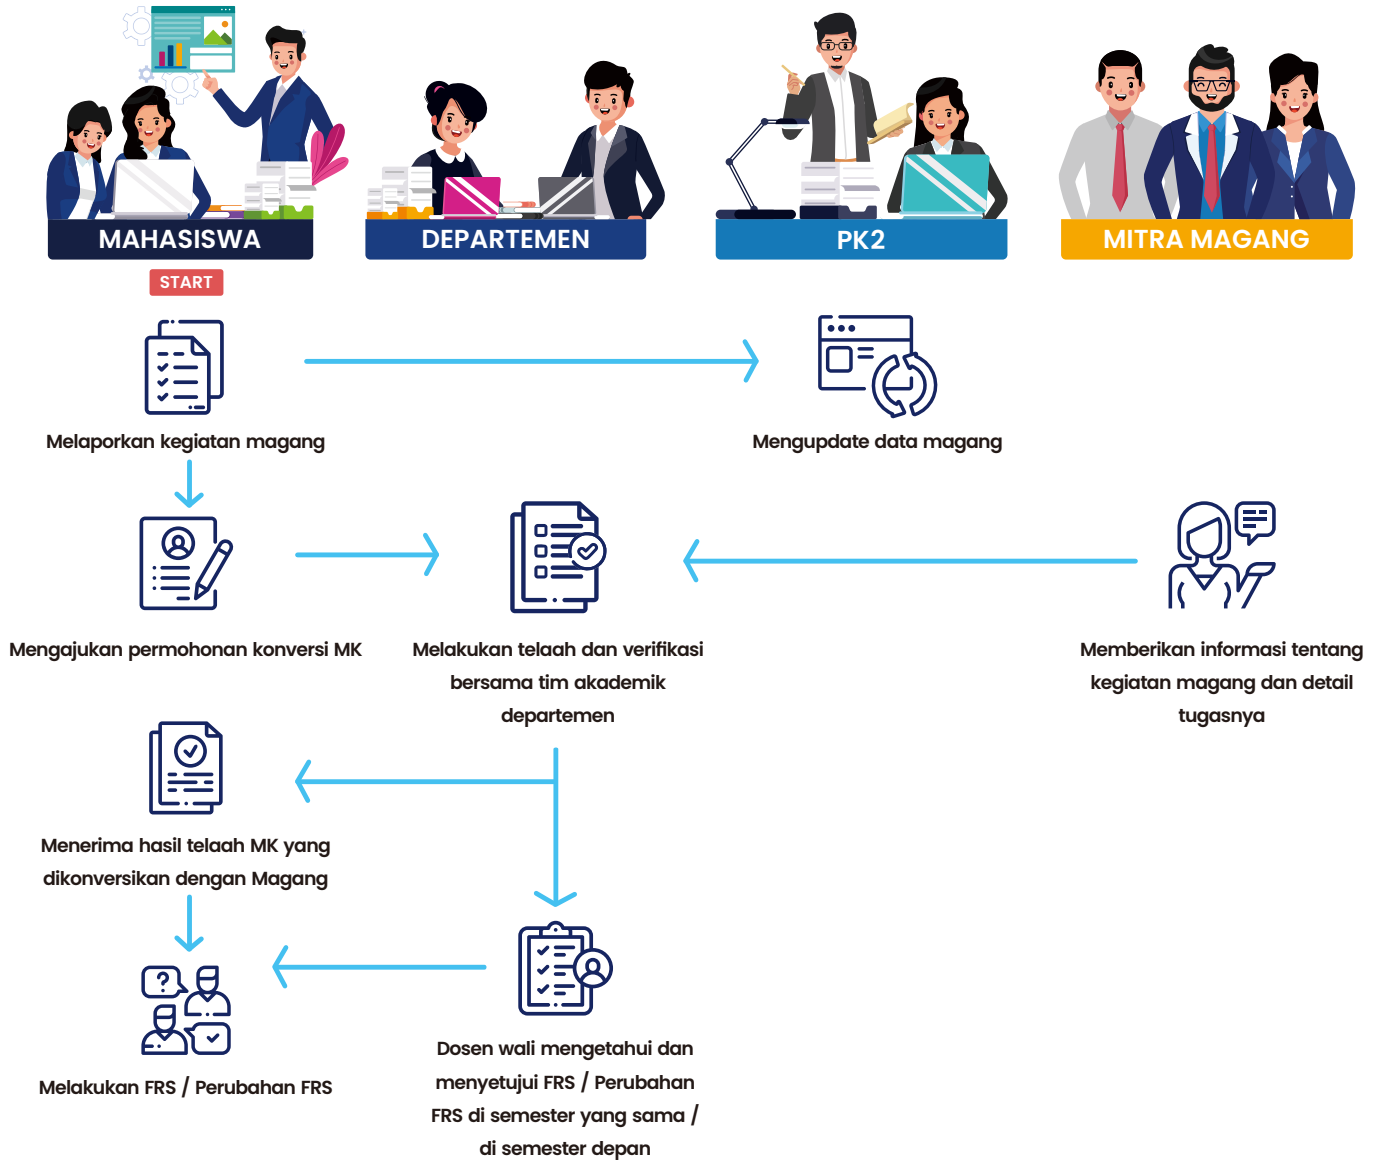 MAHASISWA
DEPARTEMEN
PK2
MITRA MAGANG
START
Melaporkan kegiatan magang
Mengupdate data magang
Mengajukan permohonan konversi MK
Melakukan telaah dan verifikasi
bersama tim akademik
departemen
Memberikan informasi tentang
kegiatan magang dan detail
tugasnya
Menerima hasil telaah MK yang
dikonversikan dengan Magang
?
Melakukan FRS / Perubahan FRS
Dosen wali mengetahui dan
menyetujui FRS / Perubahan
FRS di semester yang sama /
di semester depan